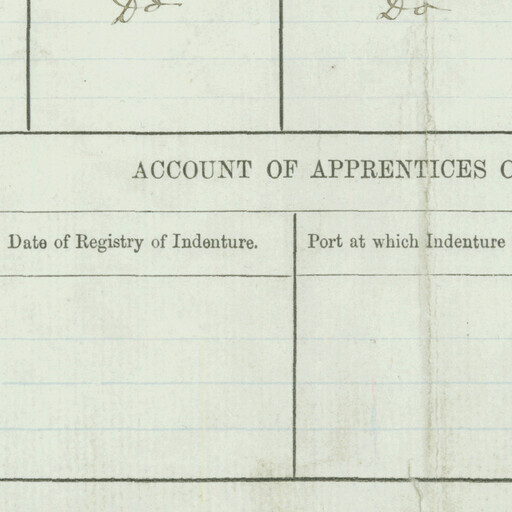 Do Do
ACCOUNT OF APPRENTICES
Date of Registry of Indenture. Port at which Indenture